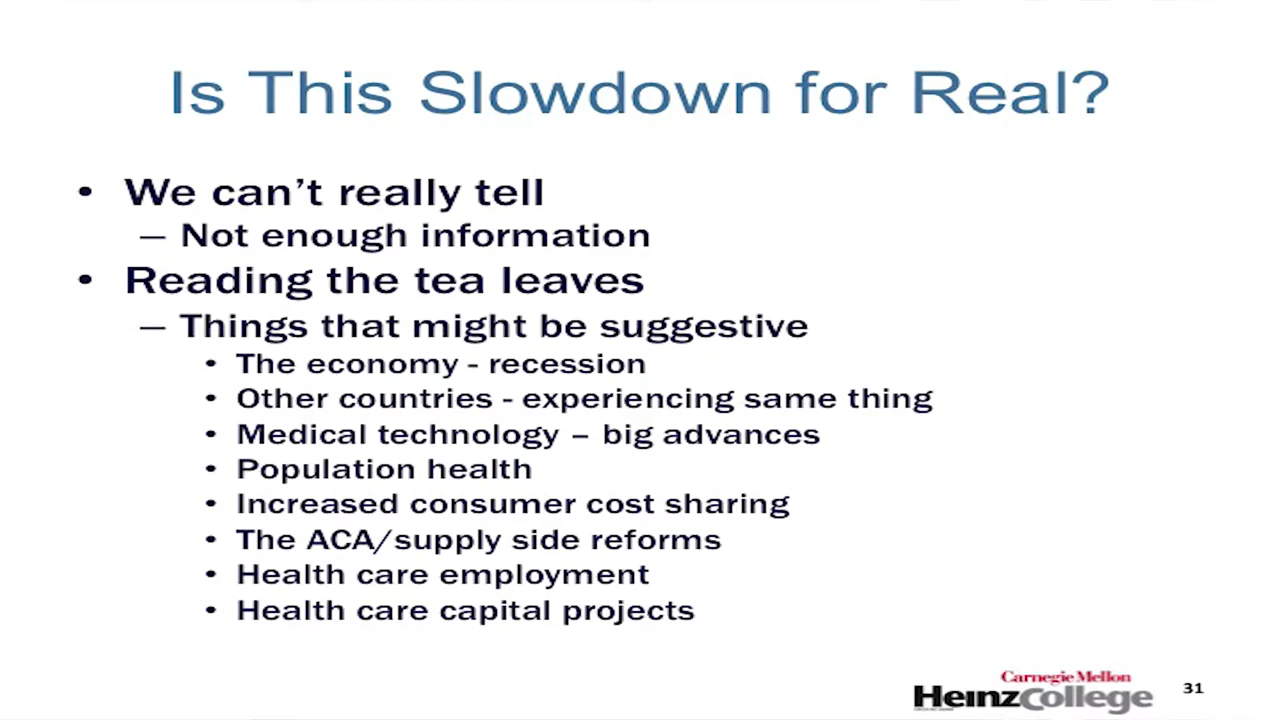 Is This Slowdown for Real?
• We can't really tell
– Not enough information
• Reading the tea leaves
– Things that might be suggestive
• The economy - recession
• Other countries - experiencing same thing
• Medical technology – big advances
• Population health
• Increased consumer cost sharing
• The ACA/supply side reforms
• Health care employment
• Health care capital projects
Carnegie Mellon
HeinzCollege
31